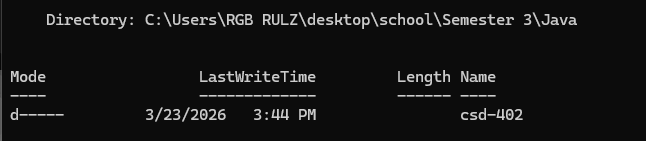 Directory: C:\Users\RGB RULZ\desktop\school\Semester 3\Java
Mode LastWriteTime Length Name
---- ------------- ------ ----
d----- 3/23/2026 3:44 PM csd-402